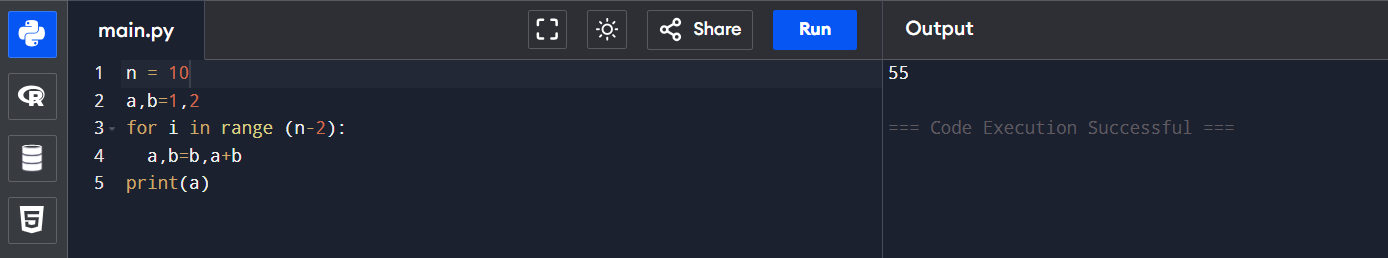 main.py
Share
Run
Output
1 n = 10
2 a,b=1,2
3 for i in range (n-2):
4   a,b=b,a+b
5 print(a)
55
=== Code Execution Successful ===
R
5